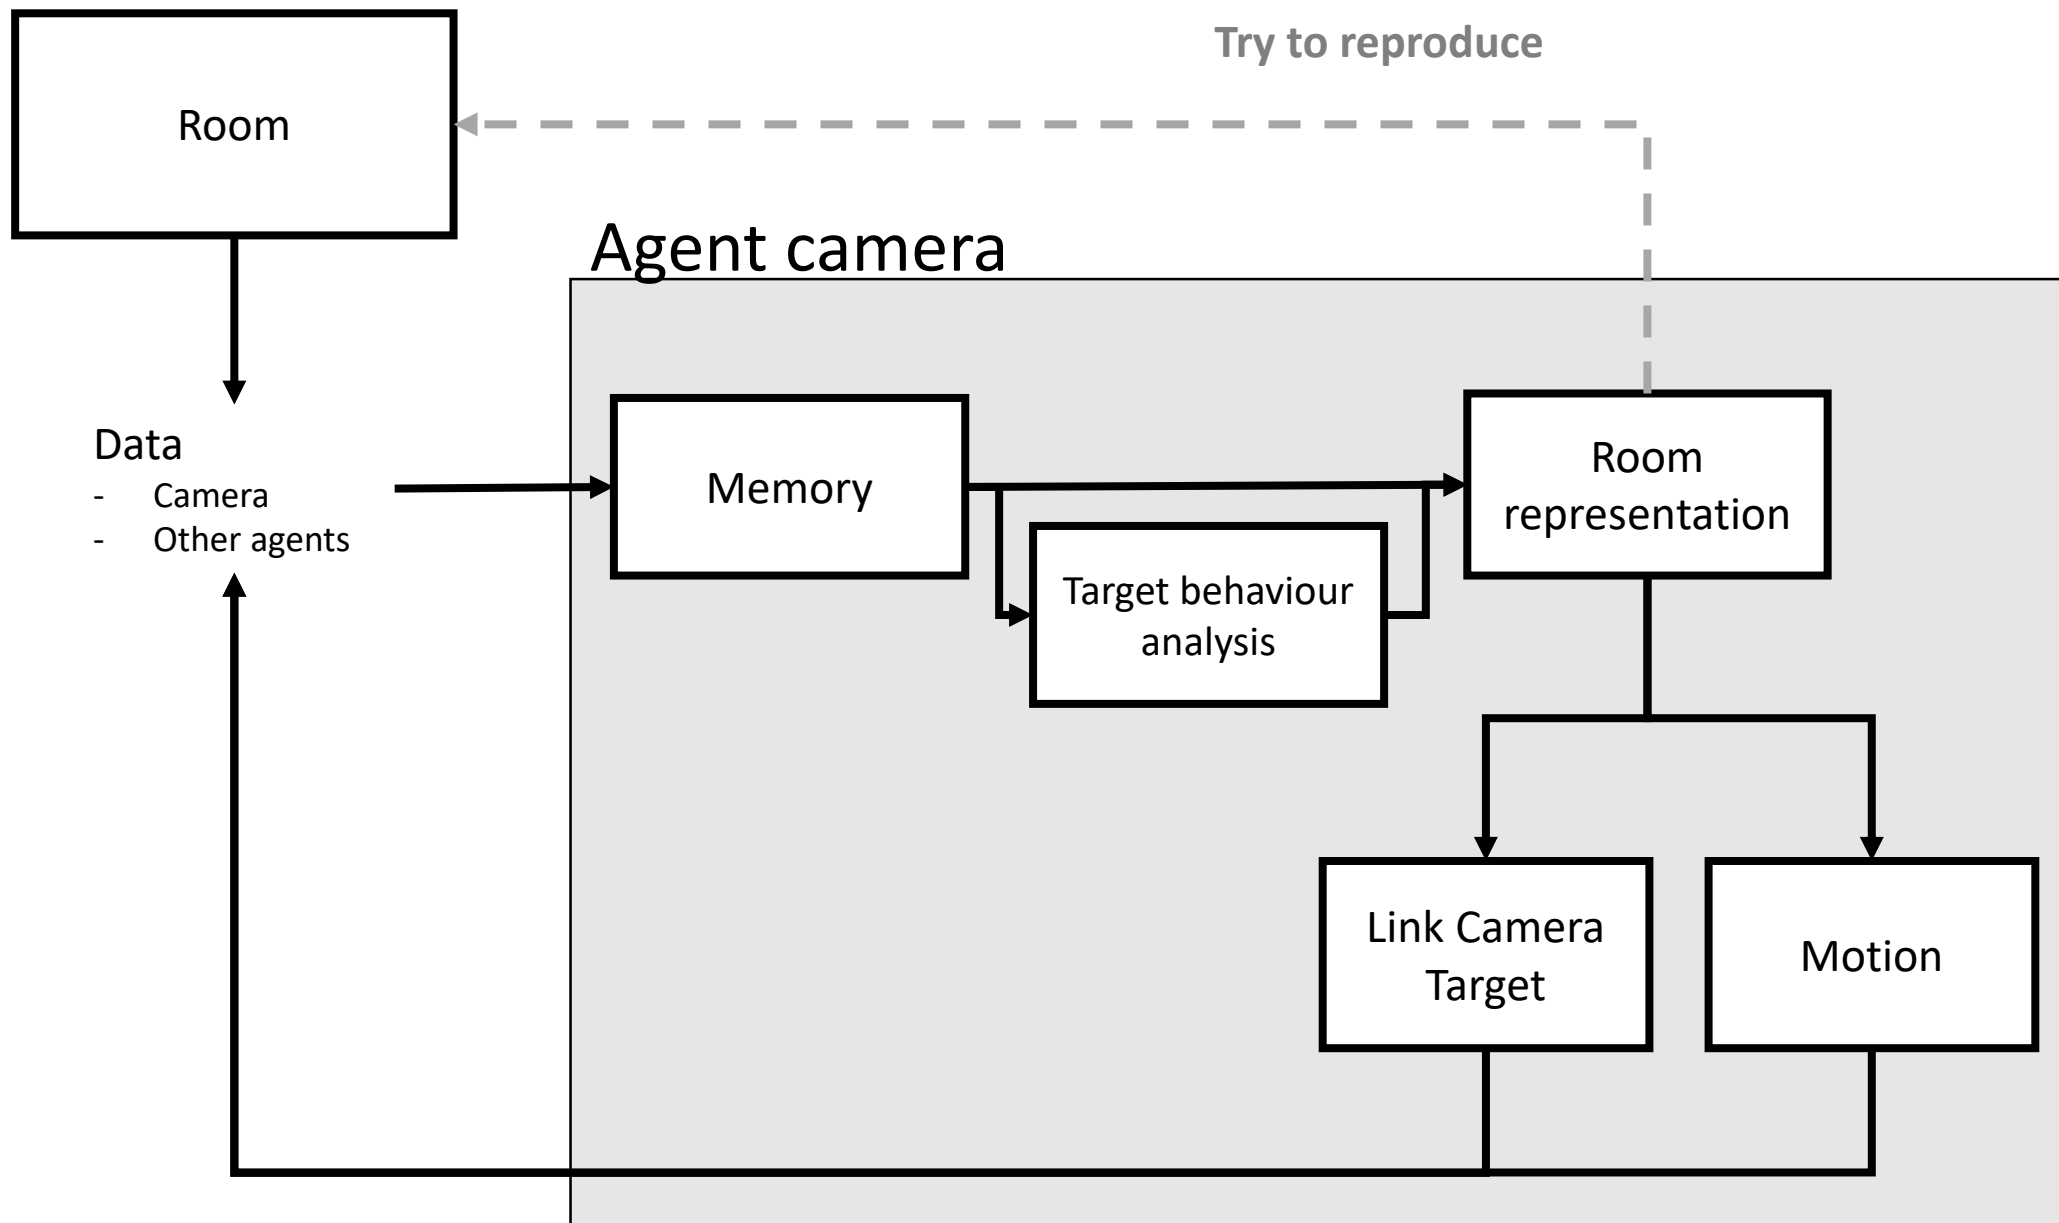 Try to reproduce
Room
Agent camera
Data
- Camera
- Other agents
Memory
Room
representation
Target behaviour
analysis
Link Camera
Target
Motion